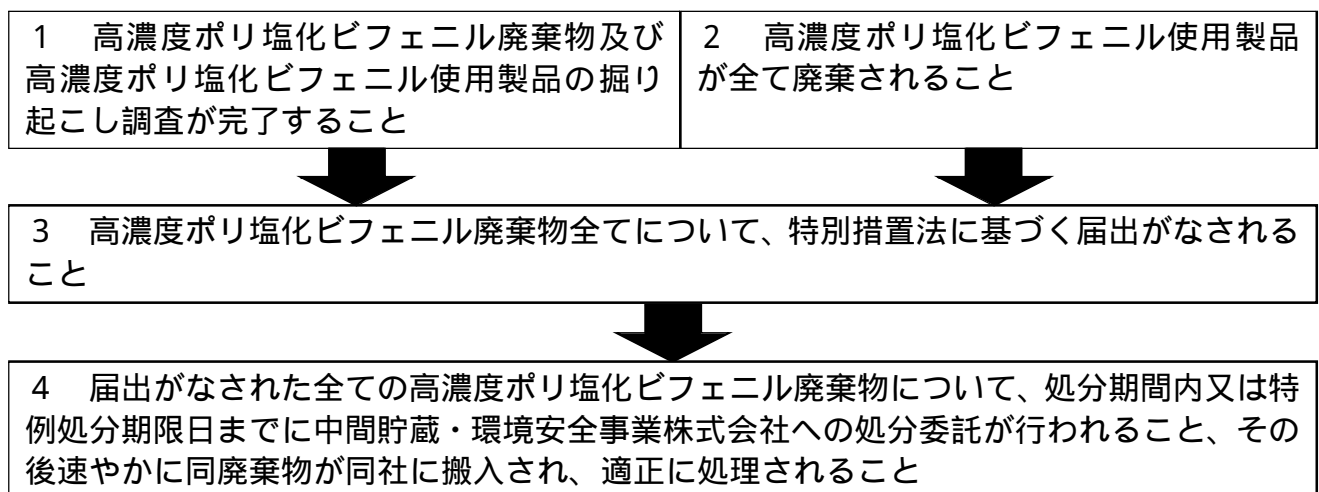 1　高濃度ポリ塩化ビフェニル廃棄物及び
高濃度ポリ塩化ビフェニル使用製品の掘り
起こし調査が完了すること
2　高濃度ポリ塩化ビフェニル使用製品
が全て廃棄されること
3　高濃度ポリ塩化ビフェニル廃棄物全てについて、特別措置法に基づく届出がなされる
こと
4　届出がなされた全ての高濃度ポリ塩化ビフェニル廃棄物について、処分期間内又は特
例処分期限日までに中間貯蔵・環境安全事業株式会社への処分委託が行われること、その
後速やかに同廃棄物が同社に搬入され、適正に処理されること